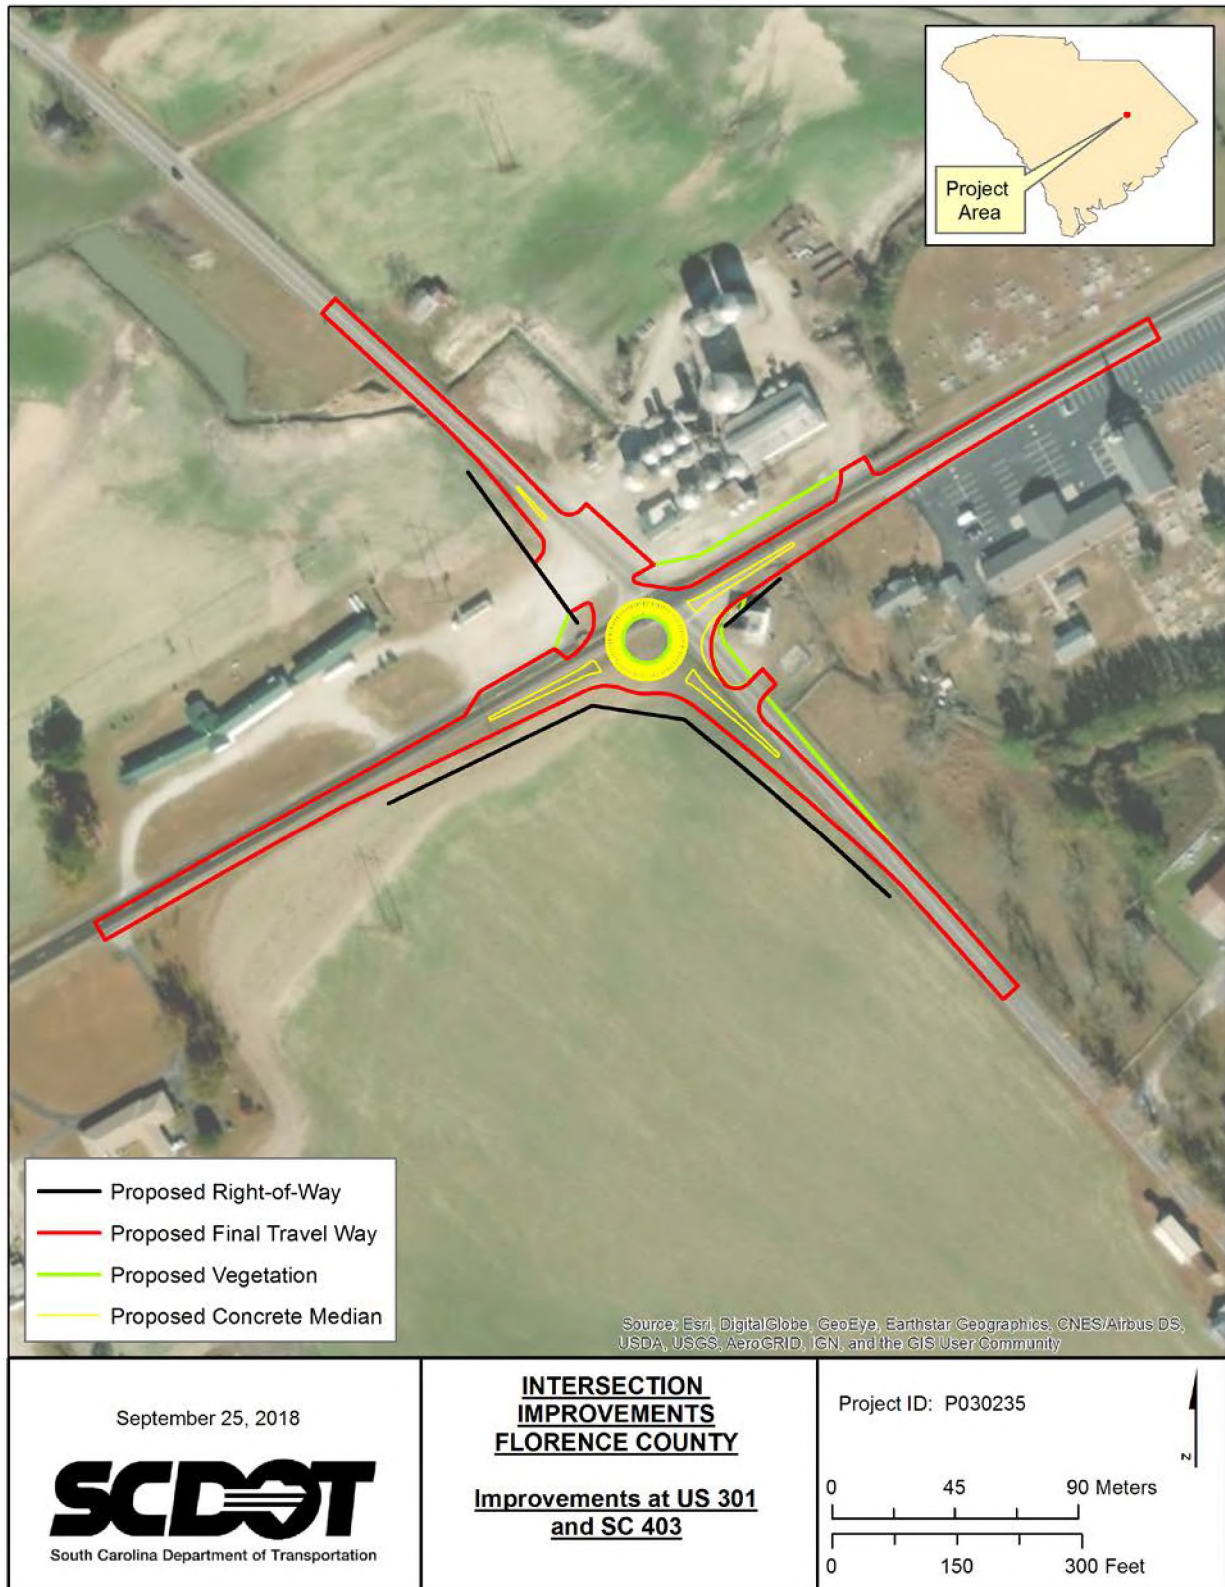 Project
Area
Proposed Right-of-Way
Proposed Final Travel Way
Proposed Vegetation
Proposed Concrete Median
Source: Esri, DigitalGlobe, GeoEye, Earthstar Geographics, CNES/Airbus DS,
USDA, USGS, AeroGRID, IGN, and the GIS User Community
September 25, 2018
SCDOT
South Carolina Department of Transportation
INTERSECTION
IMPROVEMENTS
FLORENCE COUNTY
Improvements at US 301
and SC 403
Project ID: P030235
N
0 45 90 Meters
0 150 300 Feet